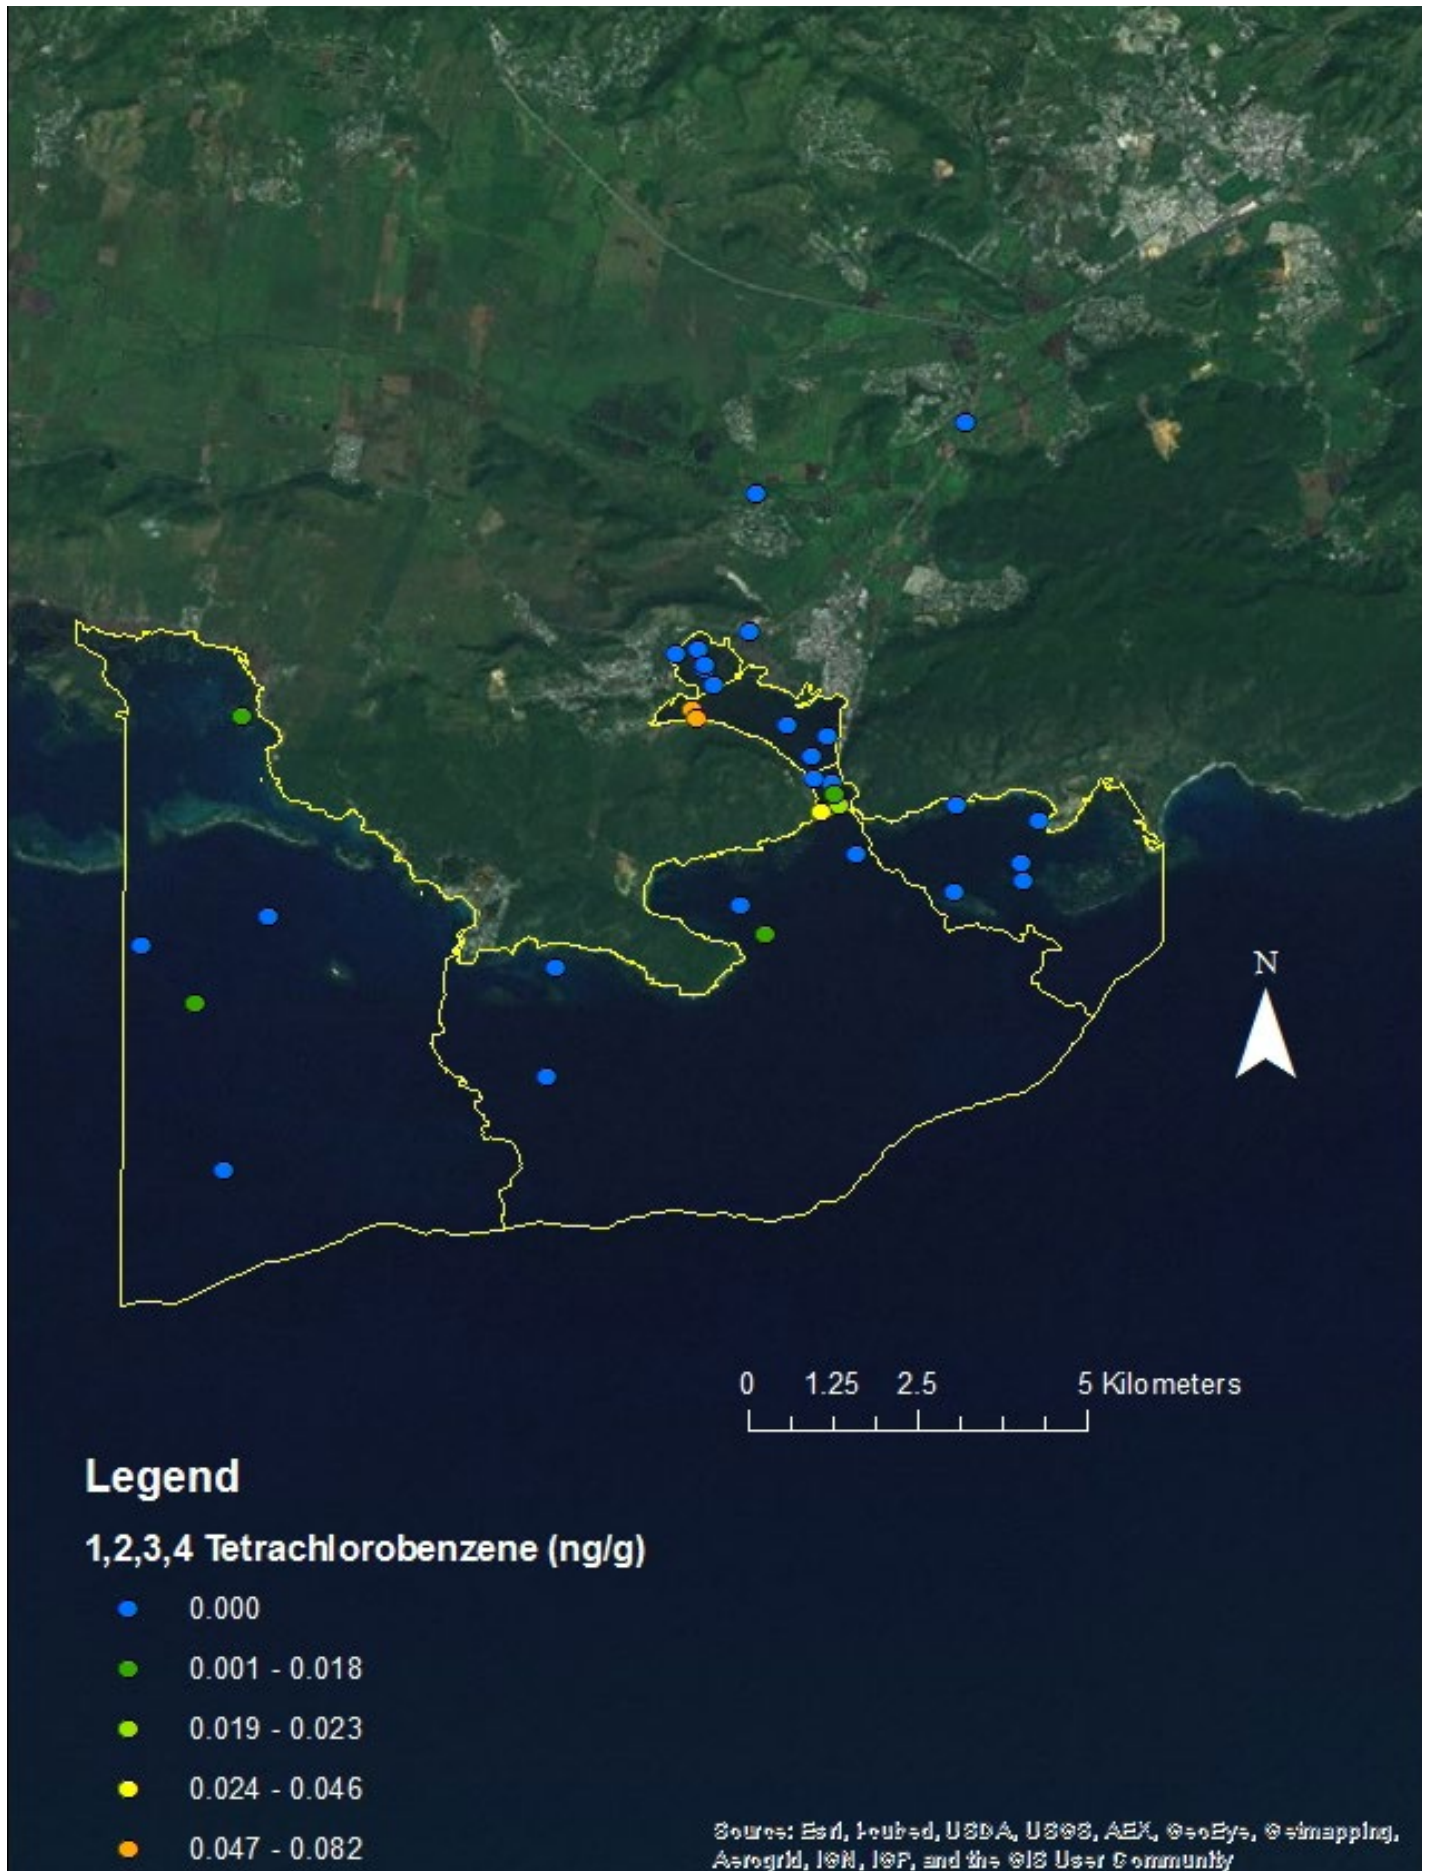 N
0 1.25 2.5 5 Kilometers
Legend
1,2,3,4 Tetrachlorobenzene (ng/g)
0.000
0.001 - 0.018
0.019 - 0.023
0.024 - 0.046
0.047 - 0.082
Source: Esri, i-cubed, USDA, USGS, AEX, GeoEye, Getmapping,
Aerogrid, IGN, IGP, and the GIS User Community